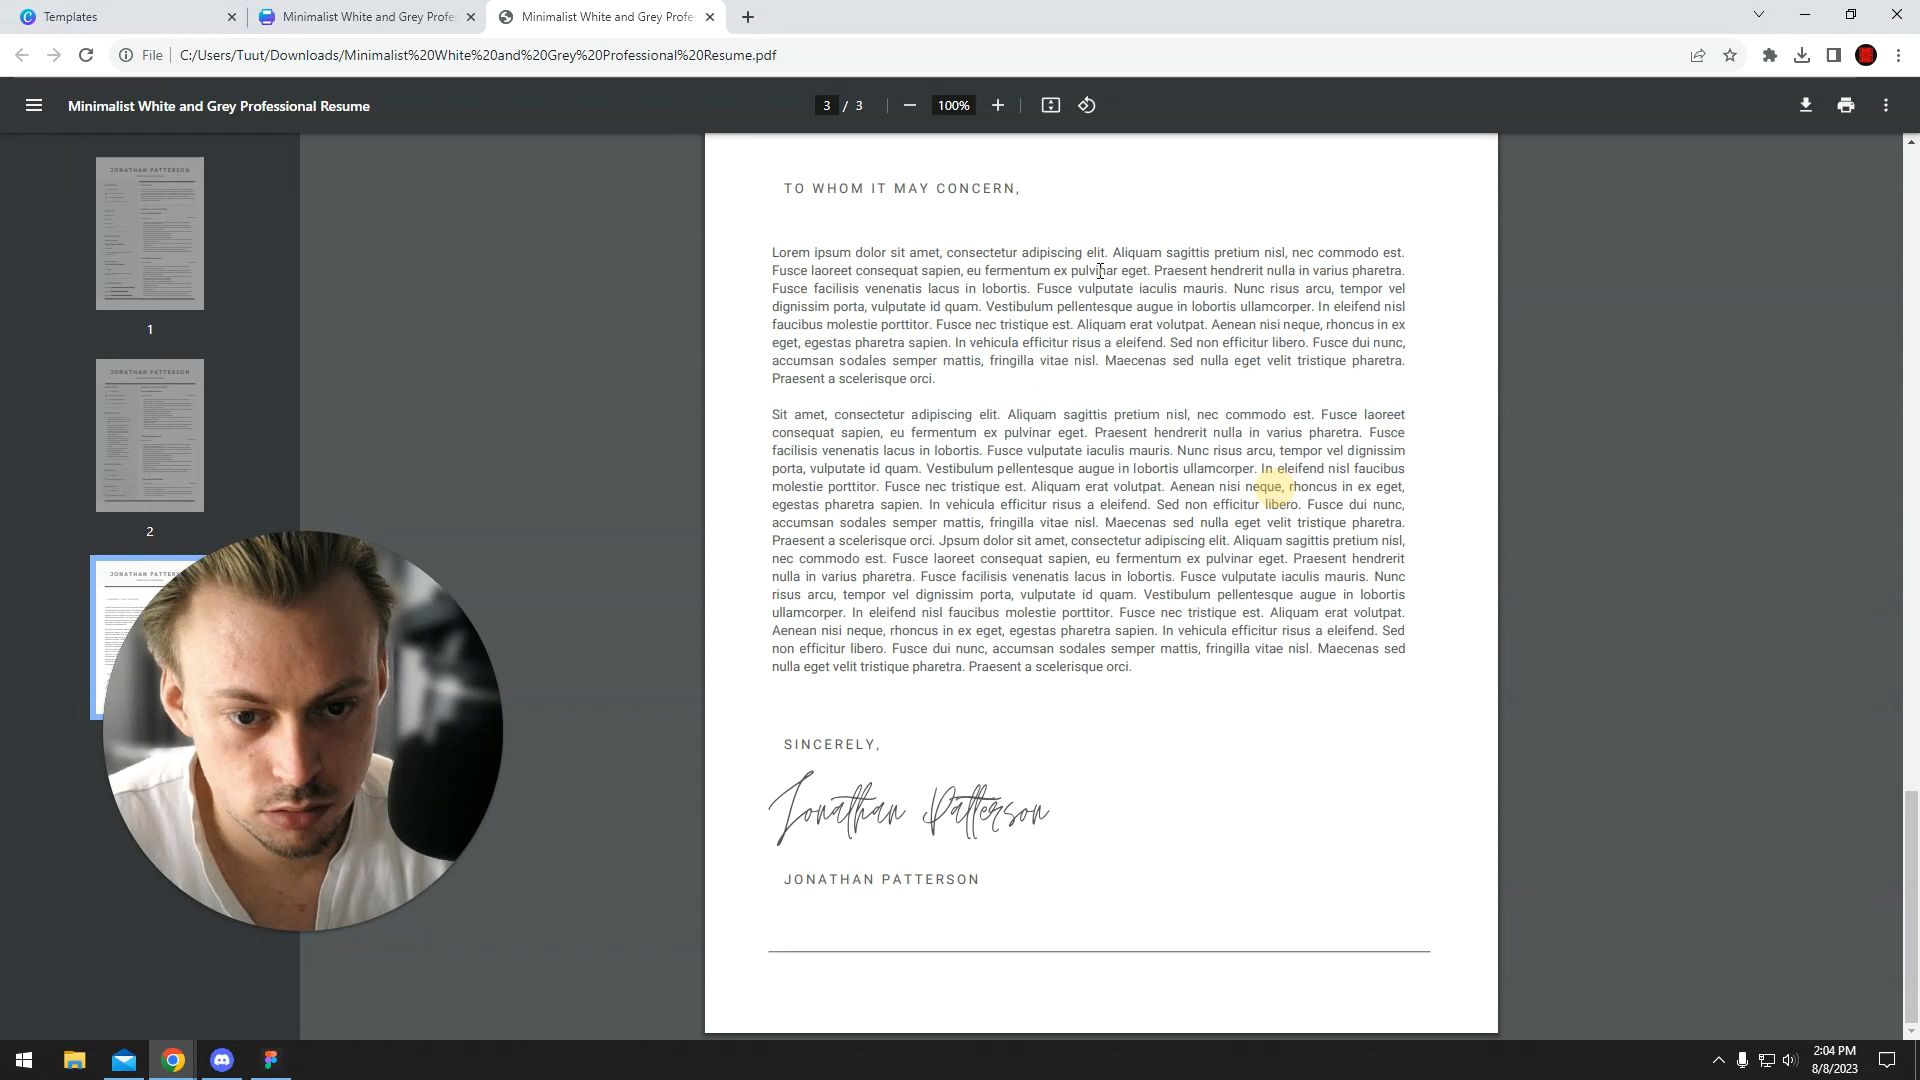 Templates
Minimalist White and Grey Profes
Minimalist White and Grey Profes
File
C:/Users/Tuut/Downloads/Minimalist%20White%20and%20Grey%20Professional%20Resume.pdf
Minimalist White and Grey Professional Resume
3 / 3
100%
JONATHAN PATTERSON
1
JONATHAN PATTERSON
2
JONATHAN PATTERS
TO WHOM IT MAY CONCERN,
Lorem ipsum dolor sit amet, consectetur adipiscing elit. Aliquam sagittis pretium nisl, nec commodo est.
Fusce laoreet consequat sapien, eu fermentum ex pulvinar eget. Praesent hendrerit nulla in varius pharetra.
Fusce facilisis venenatis lacus in lobortis. Fusce vulputate iaculis mauris. Nunc risus arcu, tempor vel
dignissim porta, vulputate id quam. Vestibulum pellentesque augue in lobortis ullamcorper. In eleifend nisl
faucibus molestie porttitor. Fusce nec tristique est. Aliquam erat volutpat. Aenean nisi neque, rhoncus in ex
eget, egestas pharetra sapien. In vehicula efficitur risus a eleifend. Sed non efficitur libero. Fusce dui nunc,
accumsan sodales semper mattis, fringilla vitae nisl. Maecenas sed nulla eget velit tristique pharetra.
Praesent a scelerisque orci.
Sit amet, consectetur adipiscing elit. Aliquam sagittis pretium nisl, nec commodo est. Fusce laoreet
consequat sapien, eu fermentum ex pulvinar eget. Praesent hendrerit nulla in varius pharetra. Fusce
facilisis venenatis lacus in lobortis. Fusce vulputate iaculis mauris. Nunc risus arcu, tempor vel dignissim
porta, vulputate id quam. Vestibulum pellentesque augue in lobortis ullamcorper. In eleifend nisl faucibus
molestie porttitor. Fusce nec tristique est. Aliquam erat volutpat. Aenean nisi neque, rhoncus in ex eget,
egestas pharetra sapien. In vehicula efficitur risus a eleifend. Sed non efficitur libero. Fusce dui nunc,
accumsan sodales semper mattis, fringilla vitae nisl. Maecenas sed nulla eget velit tristique pharetra.
Praesent a scelerisque orci. Jpsum dolor sit amet, consectetur adipiscing elit. Aliquam sagittis pretium nisl,
nec commodo est. Fusce laoreet consequat sapien, eu fermentum ex pulvinar eget. Praesent hendrerit
nulla in varius pharetra. Fusce facilisis venenatis lacus in lobortis. Fusce vulputate iaculis mauris. Nunc
risus arcu, tempor vel dignissim porta, vulputate id quam. Vestibulum pellentesque augue in lobortis
ullamcorper. In eleifend nisl faucibus molestie porttitor. Fusce nec tristique est. Aliquam erat volutpat.
Aenean nisi neque, rhoncus in ex eget, egestas pharetra sapien. In vehicula efficitur risus a eleifend. Sed
non efficitur libero. Fusce dui nunc, accumsan sodales semper mattis, fringilla vitae nisl. Maecenas sed
nulla eget velit tristique pharetra. Praesent a scelerisque orci.
SINCERELY,
Jonathan Patterson
JONATHAN PATTERSON
2:04 PM
8/8/2023